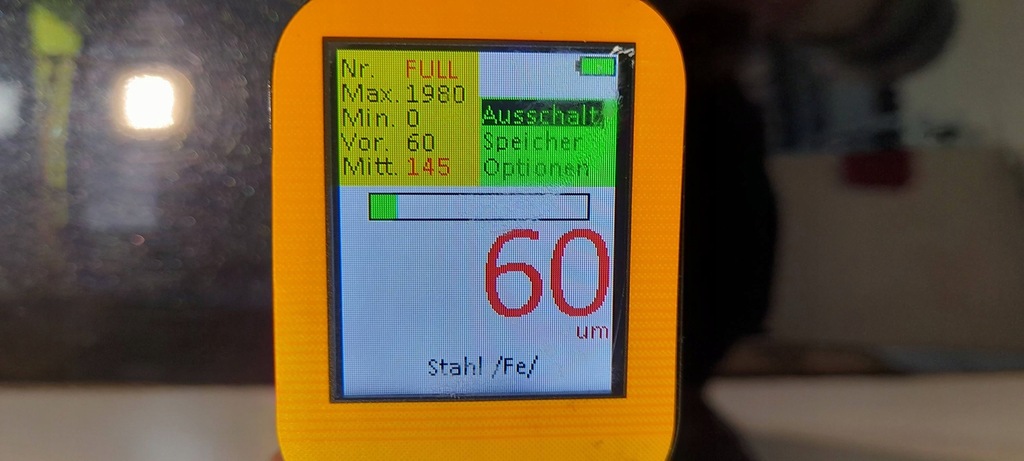 Nr. FULL
Max. 1980
Min. 0
Vor. 60
Mitt. 145
Ausschalt.
Speicher
Optionen
60
um
Stahl /Fe/